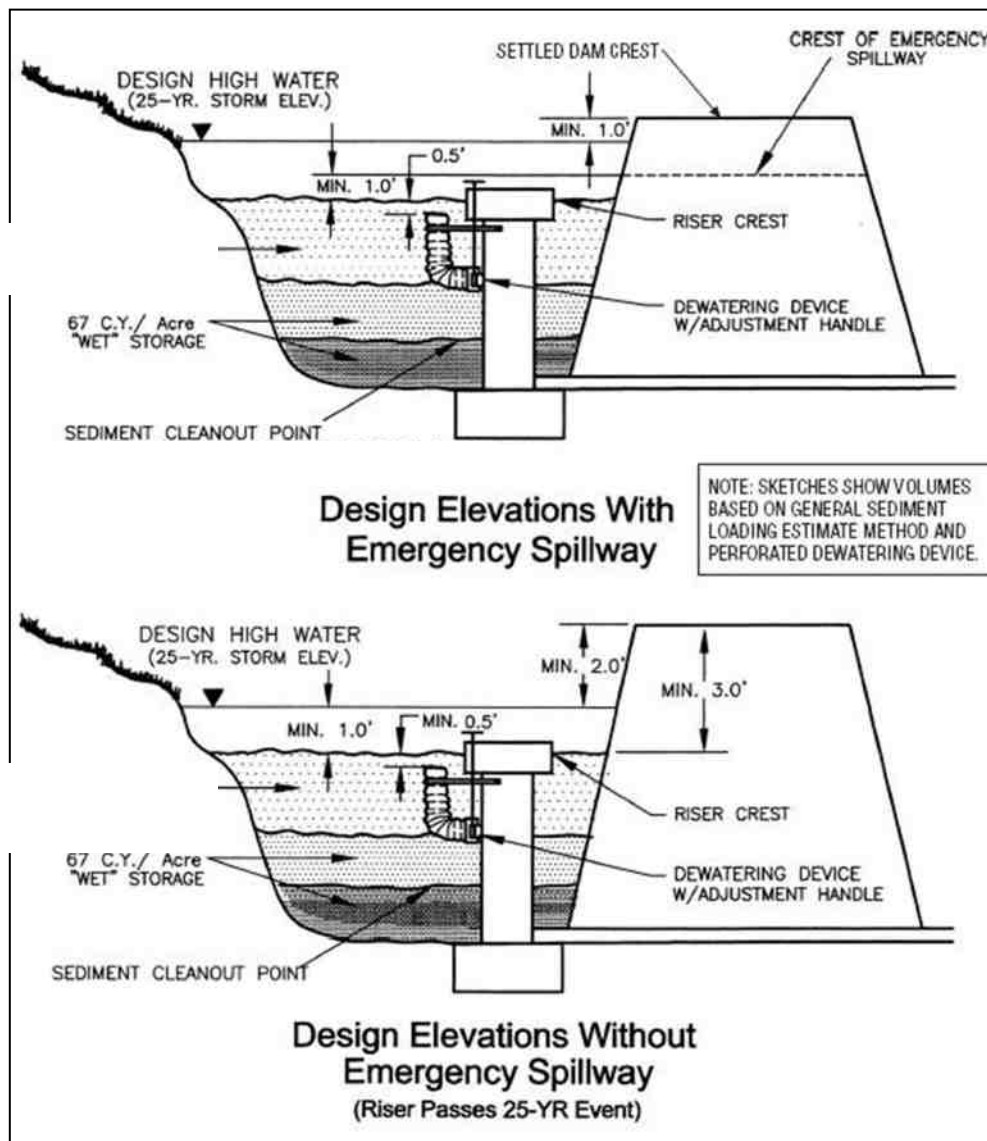 DESIGN HIGH WATER
(25-YR. STORM ELEV.)
SETTLED DAM CREST
CREST OF EMERGENCY
SPILLWAY
MIN. 1.0'
0.5'
MIN. 1.0'
RISER CREST
DEWATERING DEVICE
W/ADJUSTMENT HANDLE
67 C.Y./ Acre
"WET" STORAGE
SEDIMENT CLEANOUT POINT
Design Elevations With
Emergency Spillway
NOTE: SKETCHES SHOW VOLUMES
BASED ON GENERAL SEDIMENT
LOADING ESTIMATE METHOD AND
PERFORATED DEWATERING DEVICE.
DESIGN HIGH WATER
(25-YR. STORM ELEV.)
MIN. 2.0'
MIN. 3.0'
MIN. 1.0'
MIN. 0.5'
RISER CREST
DEWATERING DEVICE
W/ADJUSTMENT HANDLE
67 C.Y./ Acre
"WET" STORAGE
SEDIMENT CLEANOUT POINT
Design Elevations Without
Emergency Spillway
(Riser Passes 25-YR Event)